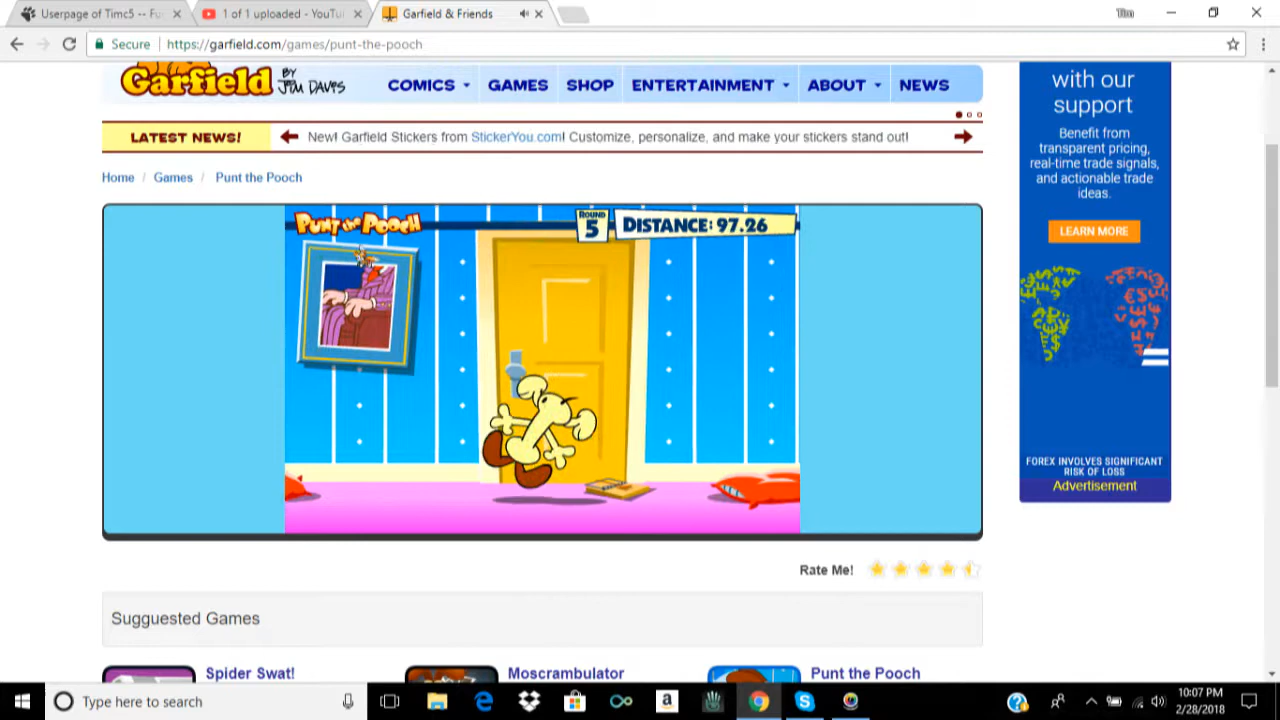 Userpage of Timc5 -- Fu
1 of 1 uploaded - YouTu
Garfield & Friends
Tim
Secure
https://garfield.com/games/punt-the-pooch
Garfield BY JIM DAVIS
COMICS GAMES SHOP ENTERTAINMENT ABOUT NEWS
LATEST NEWS!
New! Garfield Stickers from StickerYou.com! Customize, personalize, and make your stickers stand out!
Home / Games / Punt the Pooch
PUNT the POOCH
ROUND
5
DISTANCE: 97.26
Rate Me!
Sugguested Games
Spider Swat!
Moscrambulator
Punt the Pooch
with our
support
Benefit from
transparent pricing,
real-time trade signals,
and actionable trade
ideas.
LEARN MORE
FOREX INVOLVES SIGNIFICANT
RISK OF LOSS
Advertisement
Type here to search
10:07 PM
2/28/2018